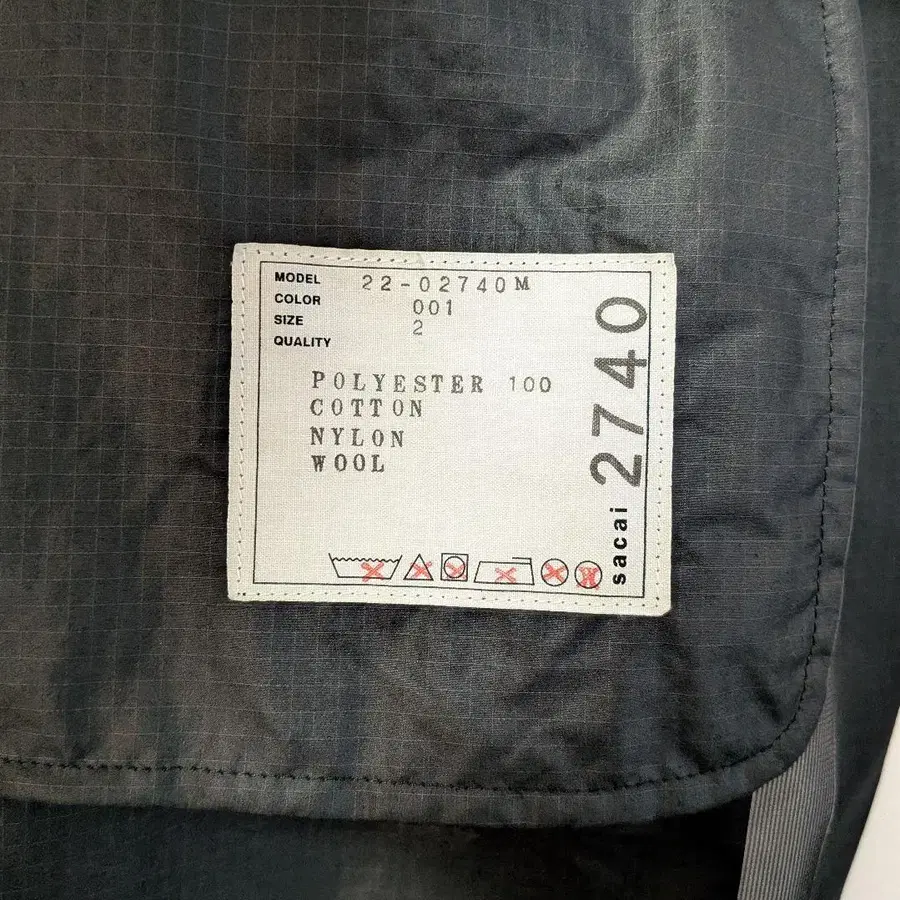 MODEL 22-02740M
COLOR 001
SIZE 2
QUALITY
POLYESTER 100
COTTON
NYLON
WOOL
sacai 2740